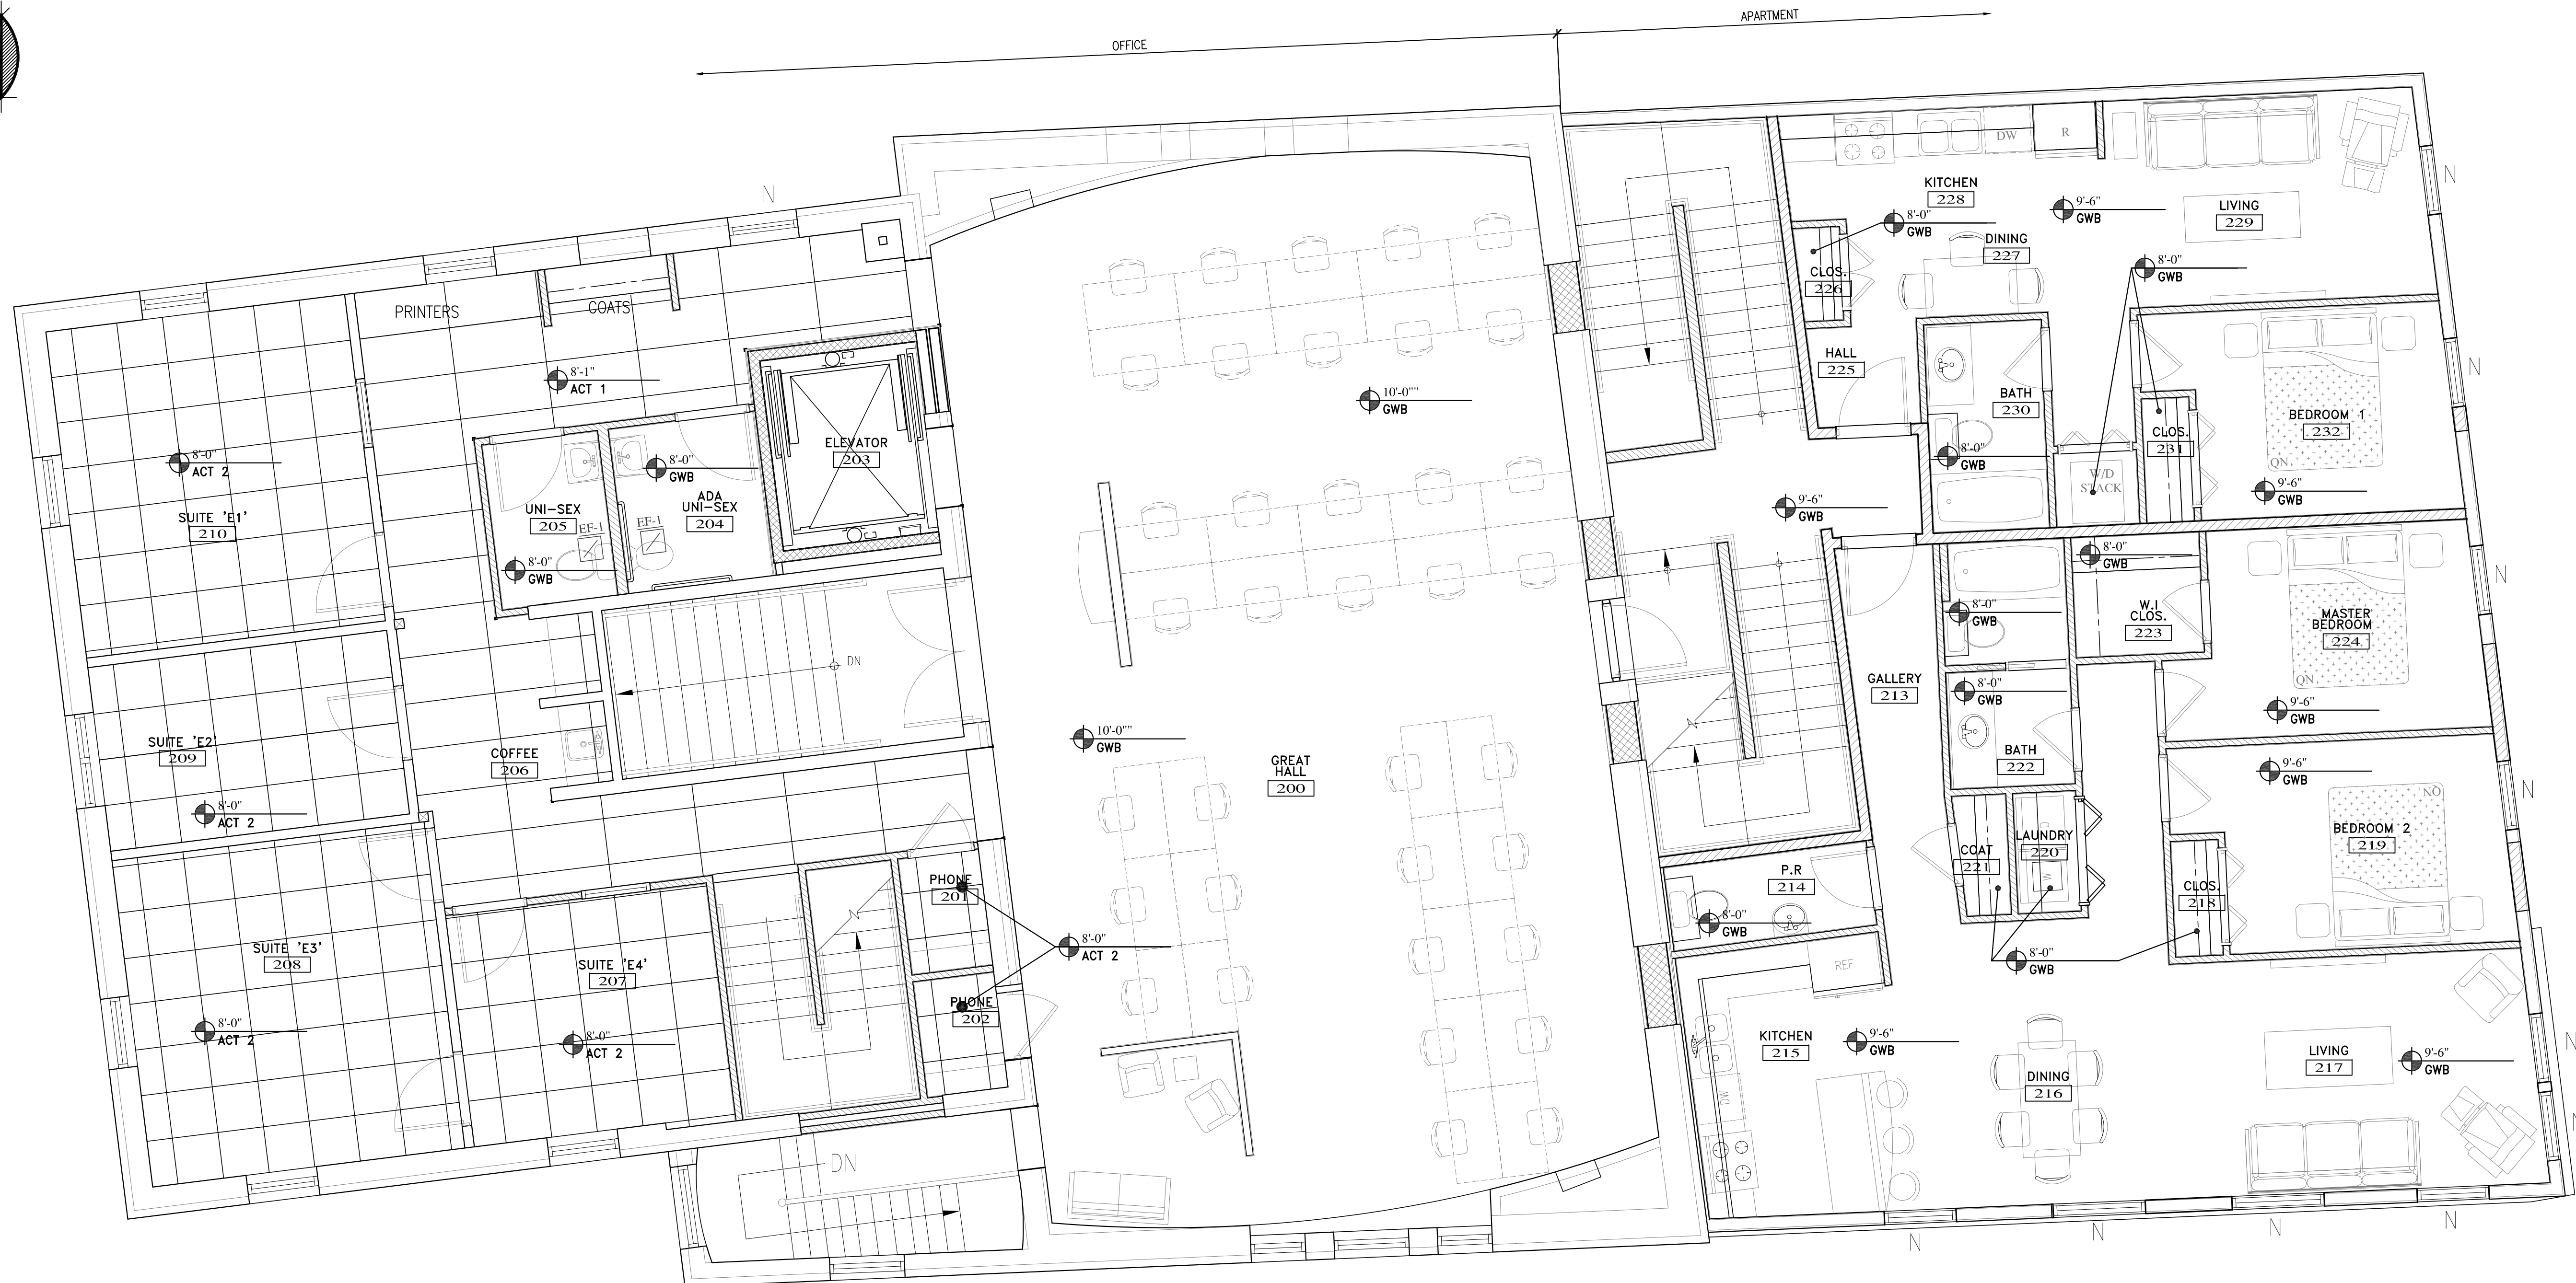 APARTMENT
OFFICE
N
PRINTERS
COATS
8'-1"
ACT 1
8'-0"
ACT 2
SUITE 'E1'
210
UNI-SEX
205
EF-1
8'-0"
GWB
8'-0"
GWB
ADA
UNI-SEX
204
EF-1
ELEVATOR
203
DN
SUITE 'E2'
209
8'-0"
ACT 2
COFFEE
206
SUITE 'E3'
208
8'-0"
ACT 2
SUITE 'E4'
207
8'-0"
ACT 2
N
PHONE
201
PHONE
202
8'-0"
ACT 2
DN
10'-0""
GWB
10'-0""
GWB
GREAT
HALL
200
DW
R
KITCHEN
228
8'-0"
GWB
9'-6"
GWB
LIVING
229
N
DINING
227
CLOS.
226
8'-0"
GWB
HALL
225
BATH
230
8'-0"
GWB
W/D
STACK
CLOS.
231
BEDROOM 1
232
QN
9'-6"
GWB
N
9'-6"
GWB
8'-0"
GWB
8'-0"
GWB
W.I
CLOS.
223
MASTER
BEDROOM
224
QN
9'-6"
GWB
N
GALLERY
213
8'-0"
GWB
BATH
222
N
9'-6"
GWB
QN
BEDROOM 2
219
N
COAT
221
LAUNDRY
220
D
W
CLOS.
218
8'-0"
GWB
P.R
214
8'-0"
GWB
REF
KITCHEN
215
9'-6"
GWB
DW
DINING
216
LIVING
217
9'-6"
GWB
N
N
N
N
N
N